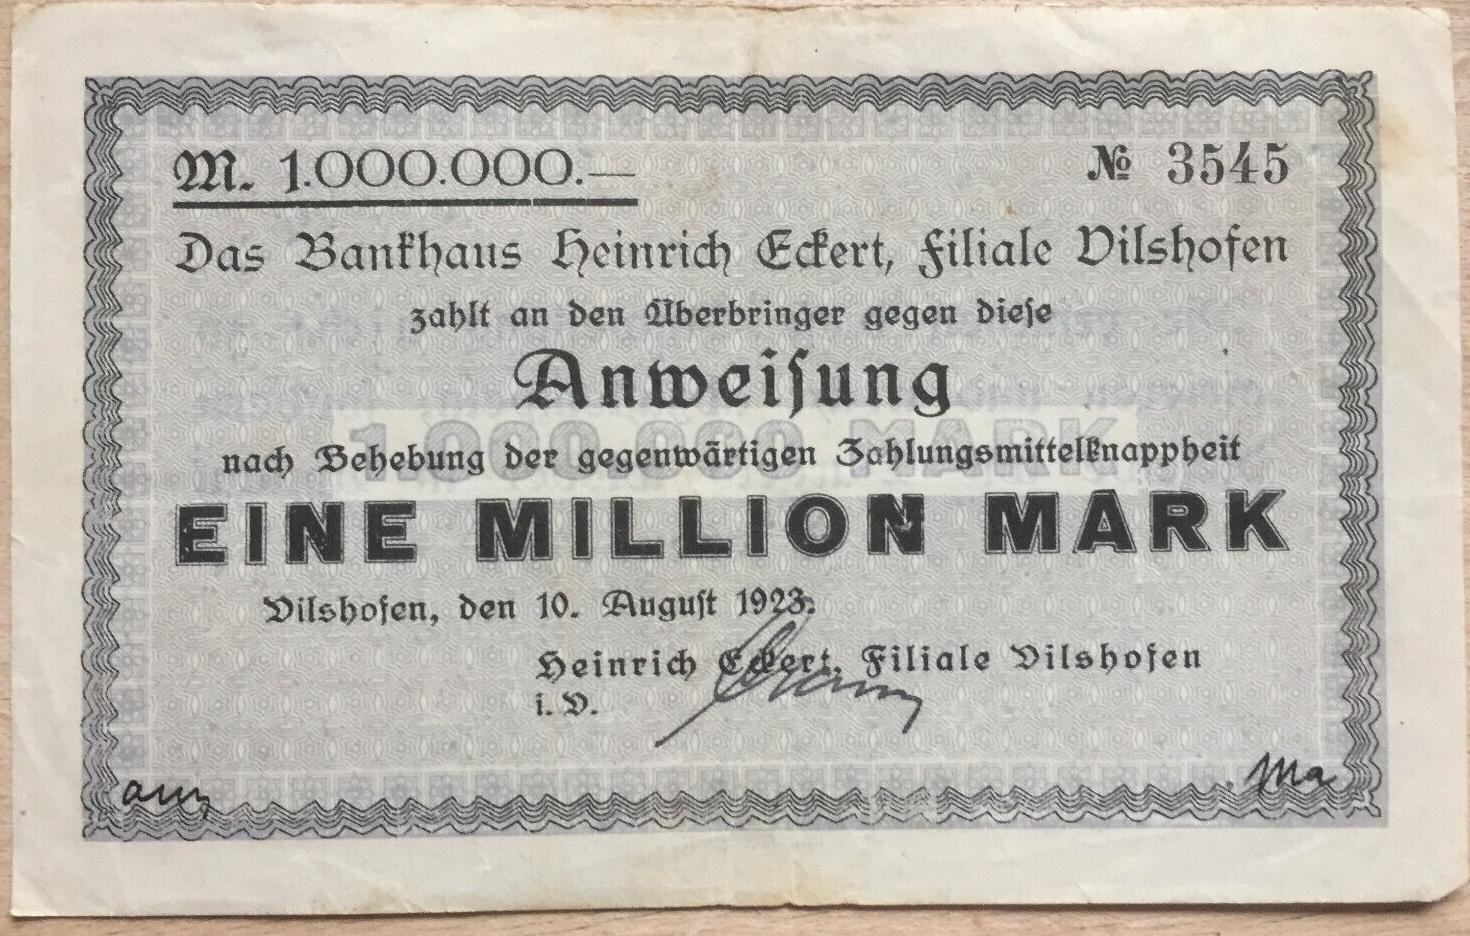 M. 1.000.000.—
№ 3545
Das Bankhaus Heinrich Eckert, Filiale Vilshofen
zahlt an den Überbringer gegen diese
Anweisung
1.000.000 MARK
nach Behebung der gegenwärtigen Zahlungsmittelknappheit
EINE MILLION MARK
Vilshofen, den 10. August 1923.
Heinrich Eckert, Filiale Vilshofen
i. V.
Ma